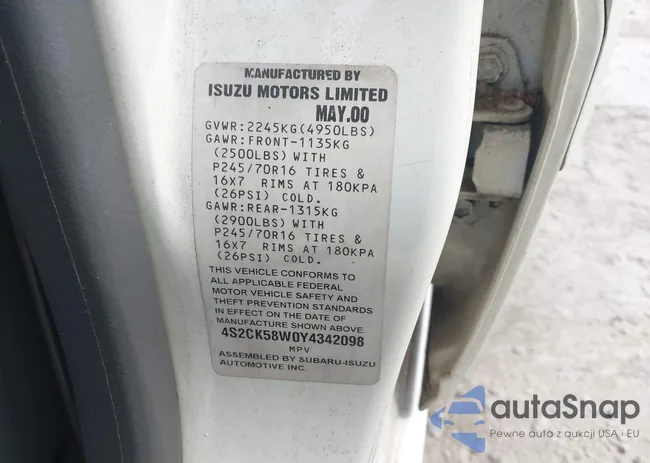 MANUFACTURED BY
ISUZU MOTORS LIMITED
MAY.00
GVWR:2245KG(4950LBS)
GAWR:FRONT-1135KG
(2500LBS) WITH
P245/70R16 TIRES &
16x7 RIMS AT 180KPA
(26PSI) COLD.
GAWR:REAR-1315KG
(2900LBS) WITH
P245/70R16 TIRES &
16x7 RIMS AT 180KPA
(26PSI) COLD.
THIS VEHICLE CONFORMS TO
ALL APPLICABLE FEDERAL
MOTOR VEHICLE SAFETY AND
THEFT PREVENTION STANDARDS
IN EFFECT ON THE DATE OF
MANUFACTURE SHOWN ABOVE
4S2CK58W0Y4342098
MPV
ASSEMBLED BY SUBARU-ISUZU
AUTOMOTIVE INC.
autaSnap
Pewne auta z aukcji USA i EU